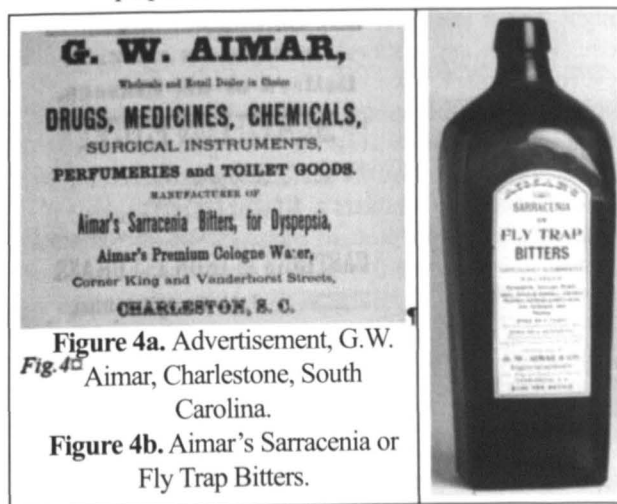 G. W. AIMAR,
Wholesale and Retail Dealer in Choice
DRUGS, MEDICINES, CHEMICALS,
SURGICAL INSTRUMENTS,
PERFUMERIES and TOILET GOODS.
MANUFACTURER OF
Aimar's Sarracenia Bitters, for Dyspepsia,
Aimar's Premium Cologne Water,
Corner King and Vanderhorst Streets,
CHARLESTON, S. C.
¶
Figure 4a. Advertisement, G.W.
Fig.4¤
Aimar, Charlestone, South
Carolina.
Figure 4b. Aimar's Sarracenia or
Fly Trap Bitters.
AIMAR'S
SARRACENIA
OR
FLY TRAP
BITTERS